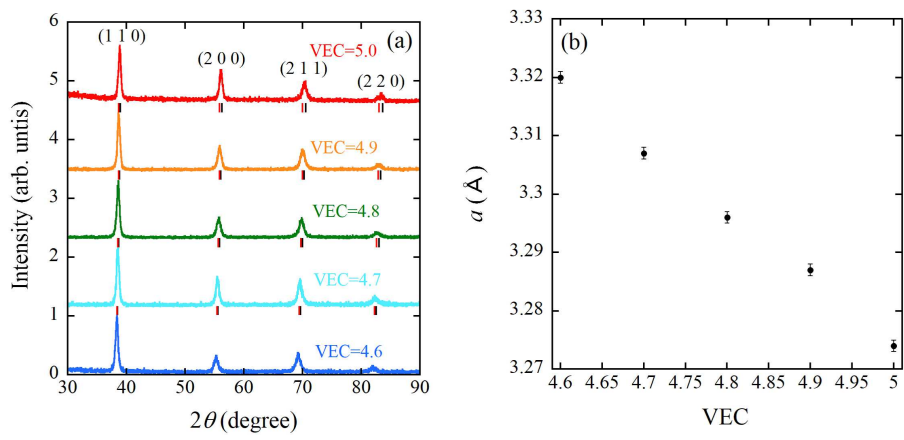 (a)
6
5
4
3
2
1
0
Intensity (arb. untis)
(1 1 0)
(2 0 0)
(2 1 1)
(2 2 0)
VEC=5.0
VEC=4.9
VEC=4.8
VEC=4.7
VEC=4.6
30 40 50 60 70 80 90
2θ (degree)
(b)
3.33
3.32
3.31
3.3
3.29
3.28
3.27
a (Å)
4.6 4.65 4.7 4.75 4.8 4.85 4.9 4.95 5
VEC